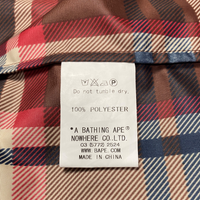 Do not tumble dry.
100% POLYESTER
"A BATHING APE"
NOWHERE CO.LTD.
03 5772 2524
WWW.BAPE.COM
MADE IN CHINA